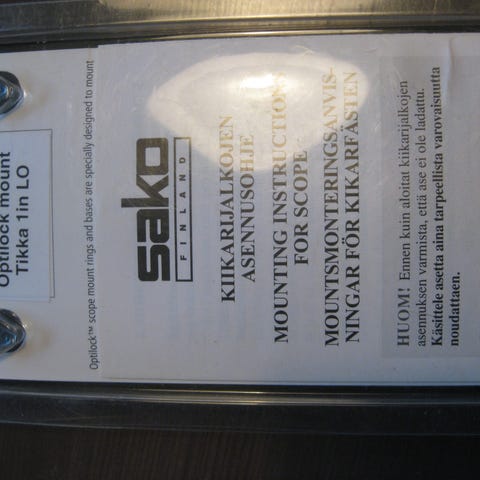 Optilock mount
Tikka 1in LO
Optilock™ scope mount rings and bases are specially designed to mount
sako
FINLAND
KIIKARIJALKOJEN
ASENNUSOHJE
MOUNTING INSTRUCTIONS
FOR SCOPE
MOUNTSMONTERINGSANVIS-
NINGAR FÖR KIKARFÄSTEN
HUOM! Ennen kuin aloitat kiikarijalkojen
asennuksen varmista, että ase ei ole ladattu.
Käsittele asetta aina tarpeellista varovaisuutta
noudattaen.